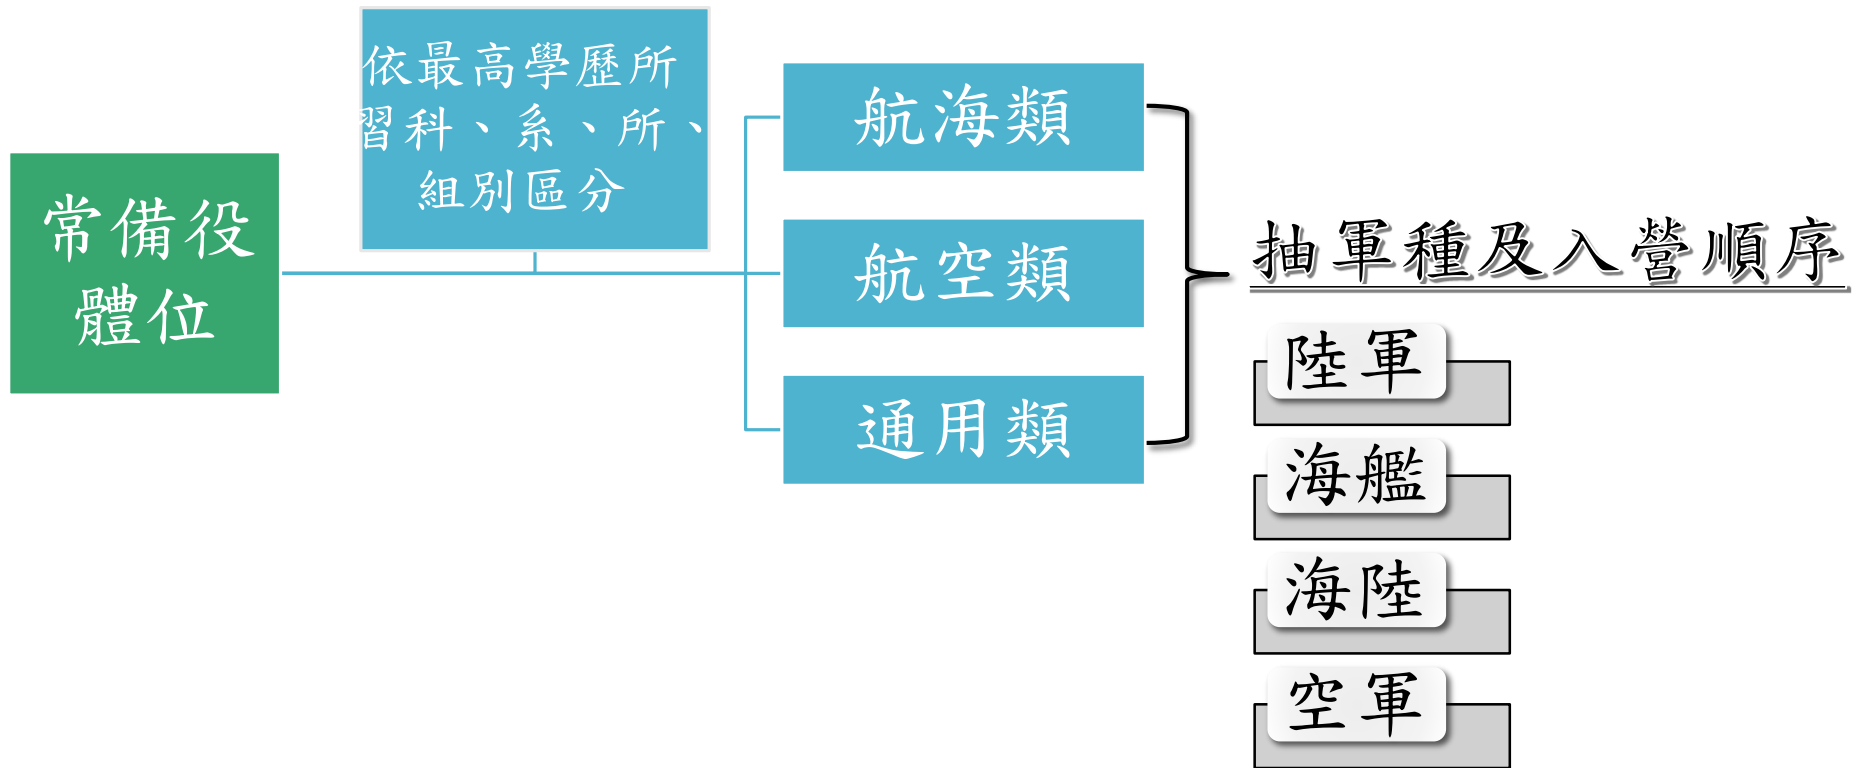 常備役
體位
依最高學歷所
習科、系、所、
組別區分
航海類
航空類
通用類
抽軍種及入營順序
陸軍
海艦
海陸
空軍